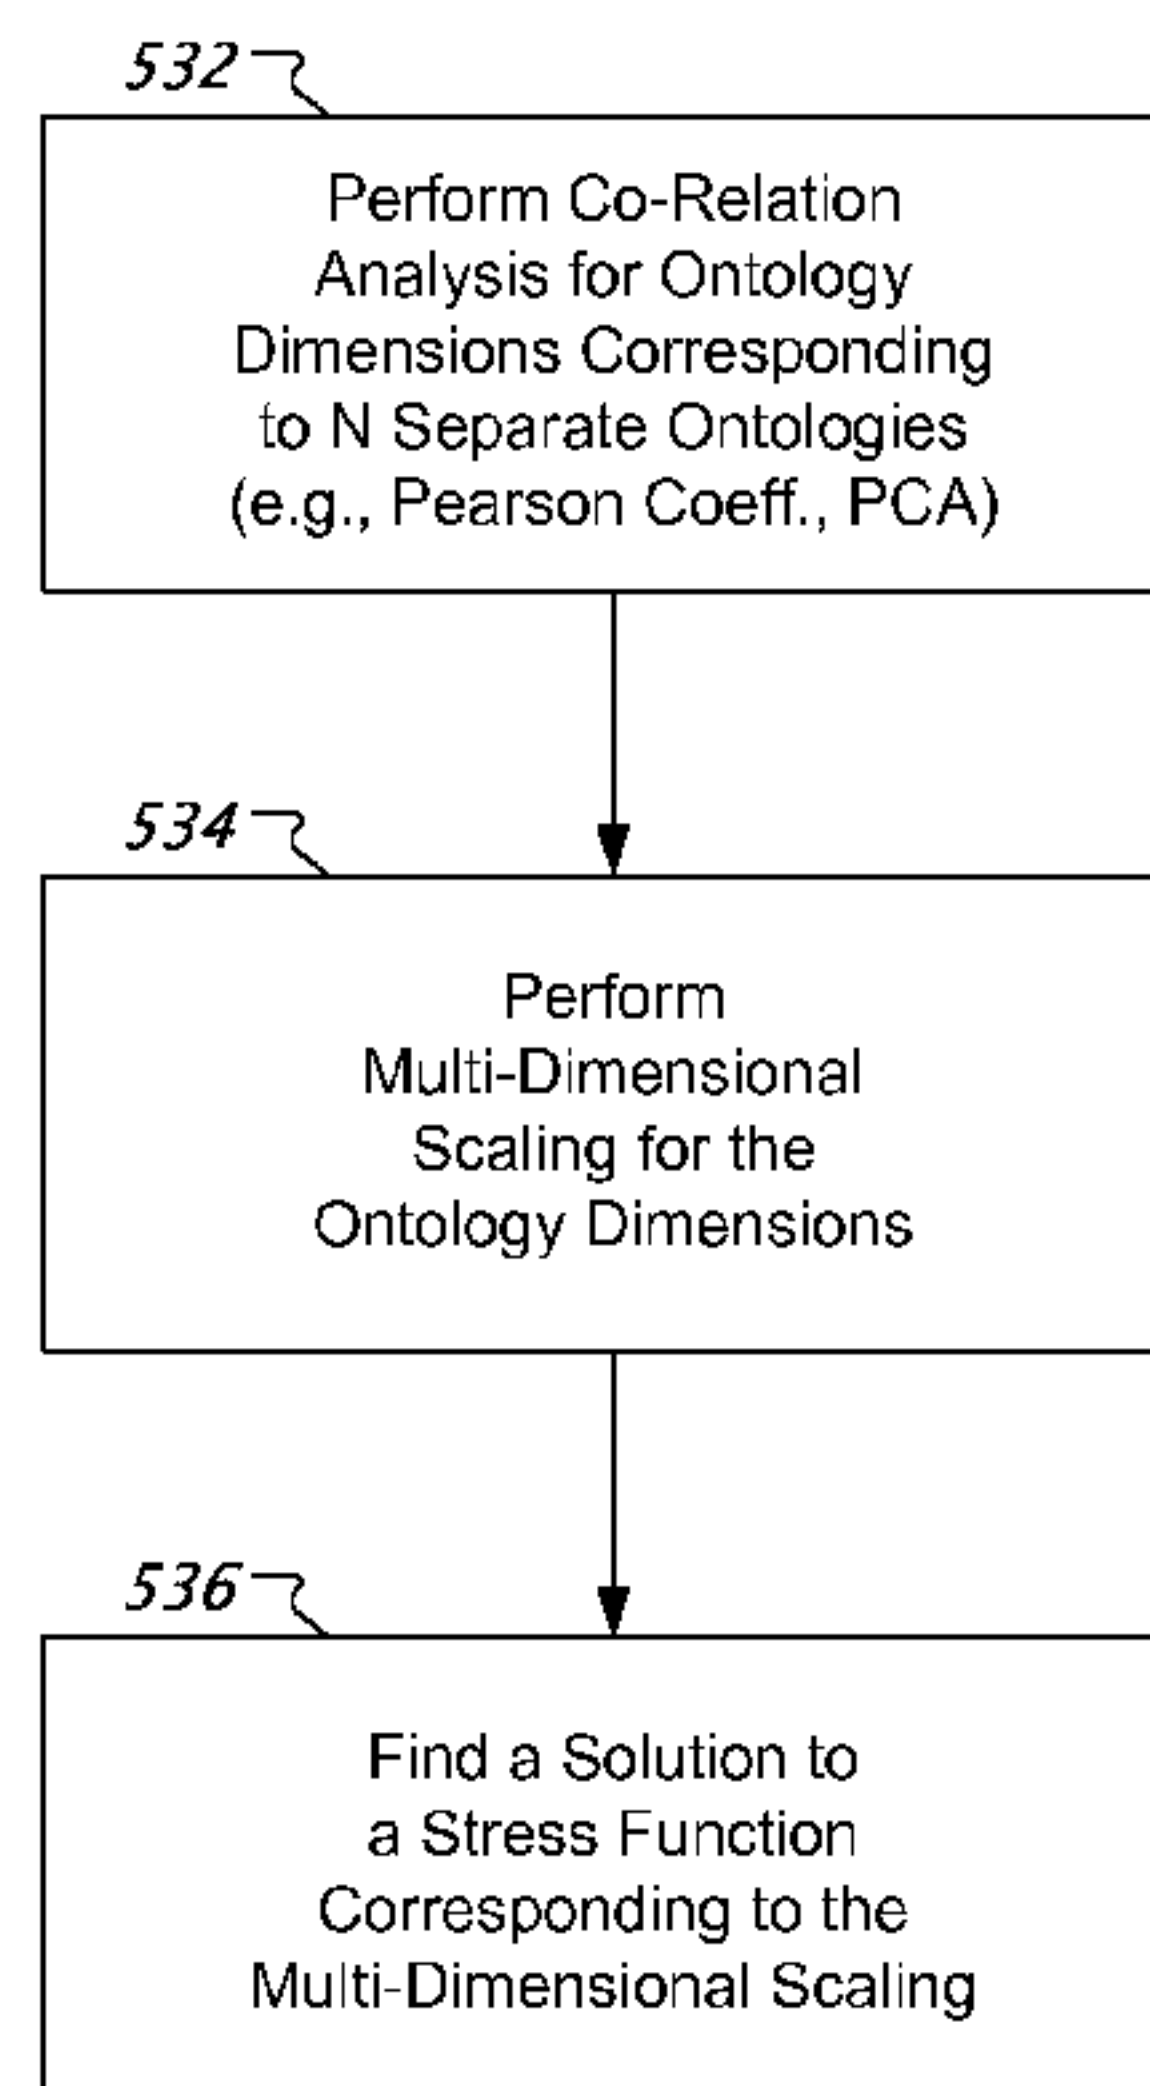 532
Perform Co-Relation
Analysis for Ontology
Dimensions Corresponding
to N Separate Ontologies
(e.g., Pearson Coeff., PCA)
534
Perform
Multi-Dimensional
Scaling for the
Ontology Dimensions
536
Find a Solution to
a Stress Function
Corresponding to the
Multi-Dimensional Scaling